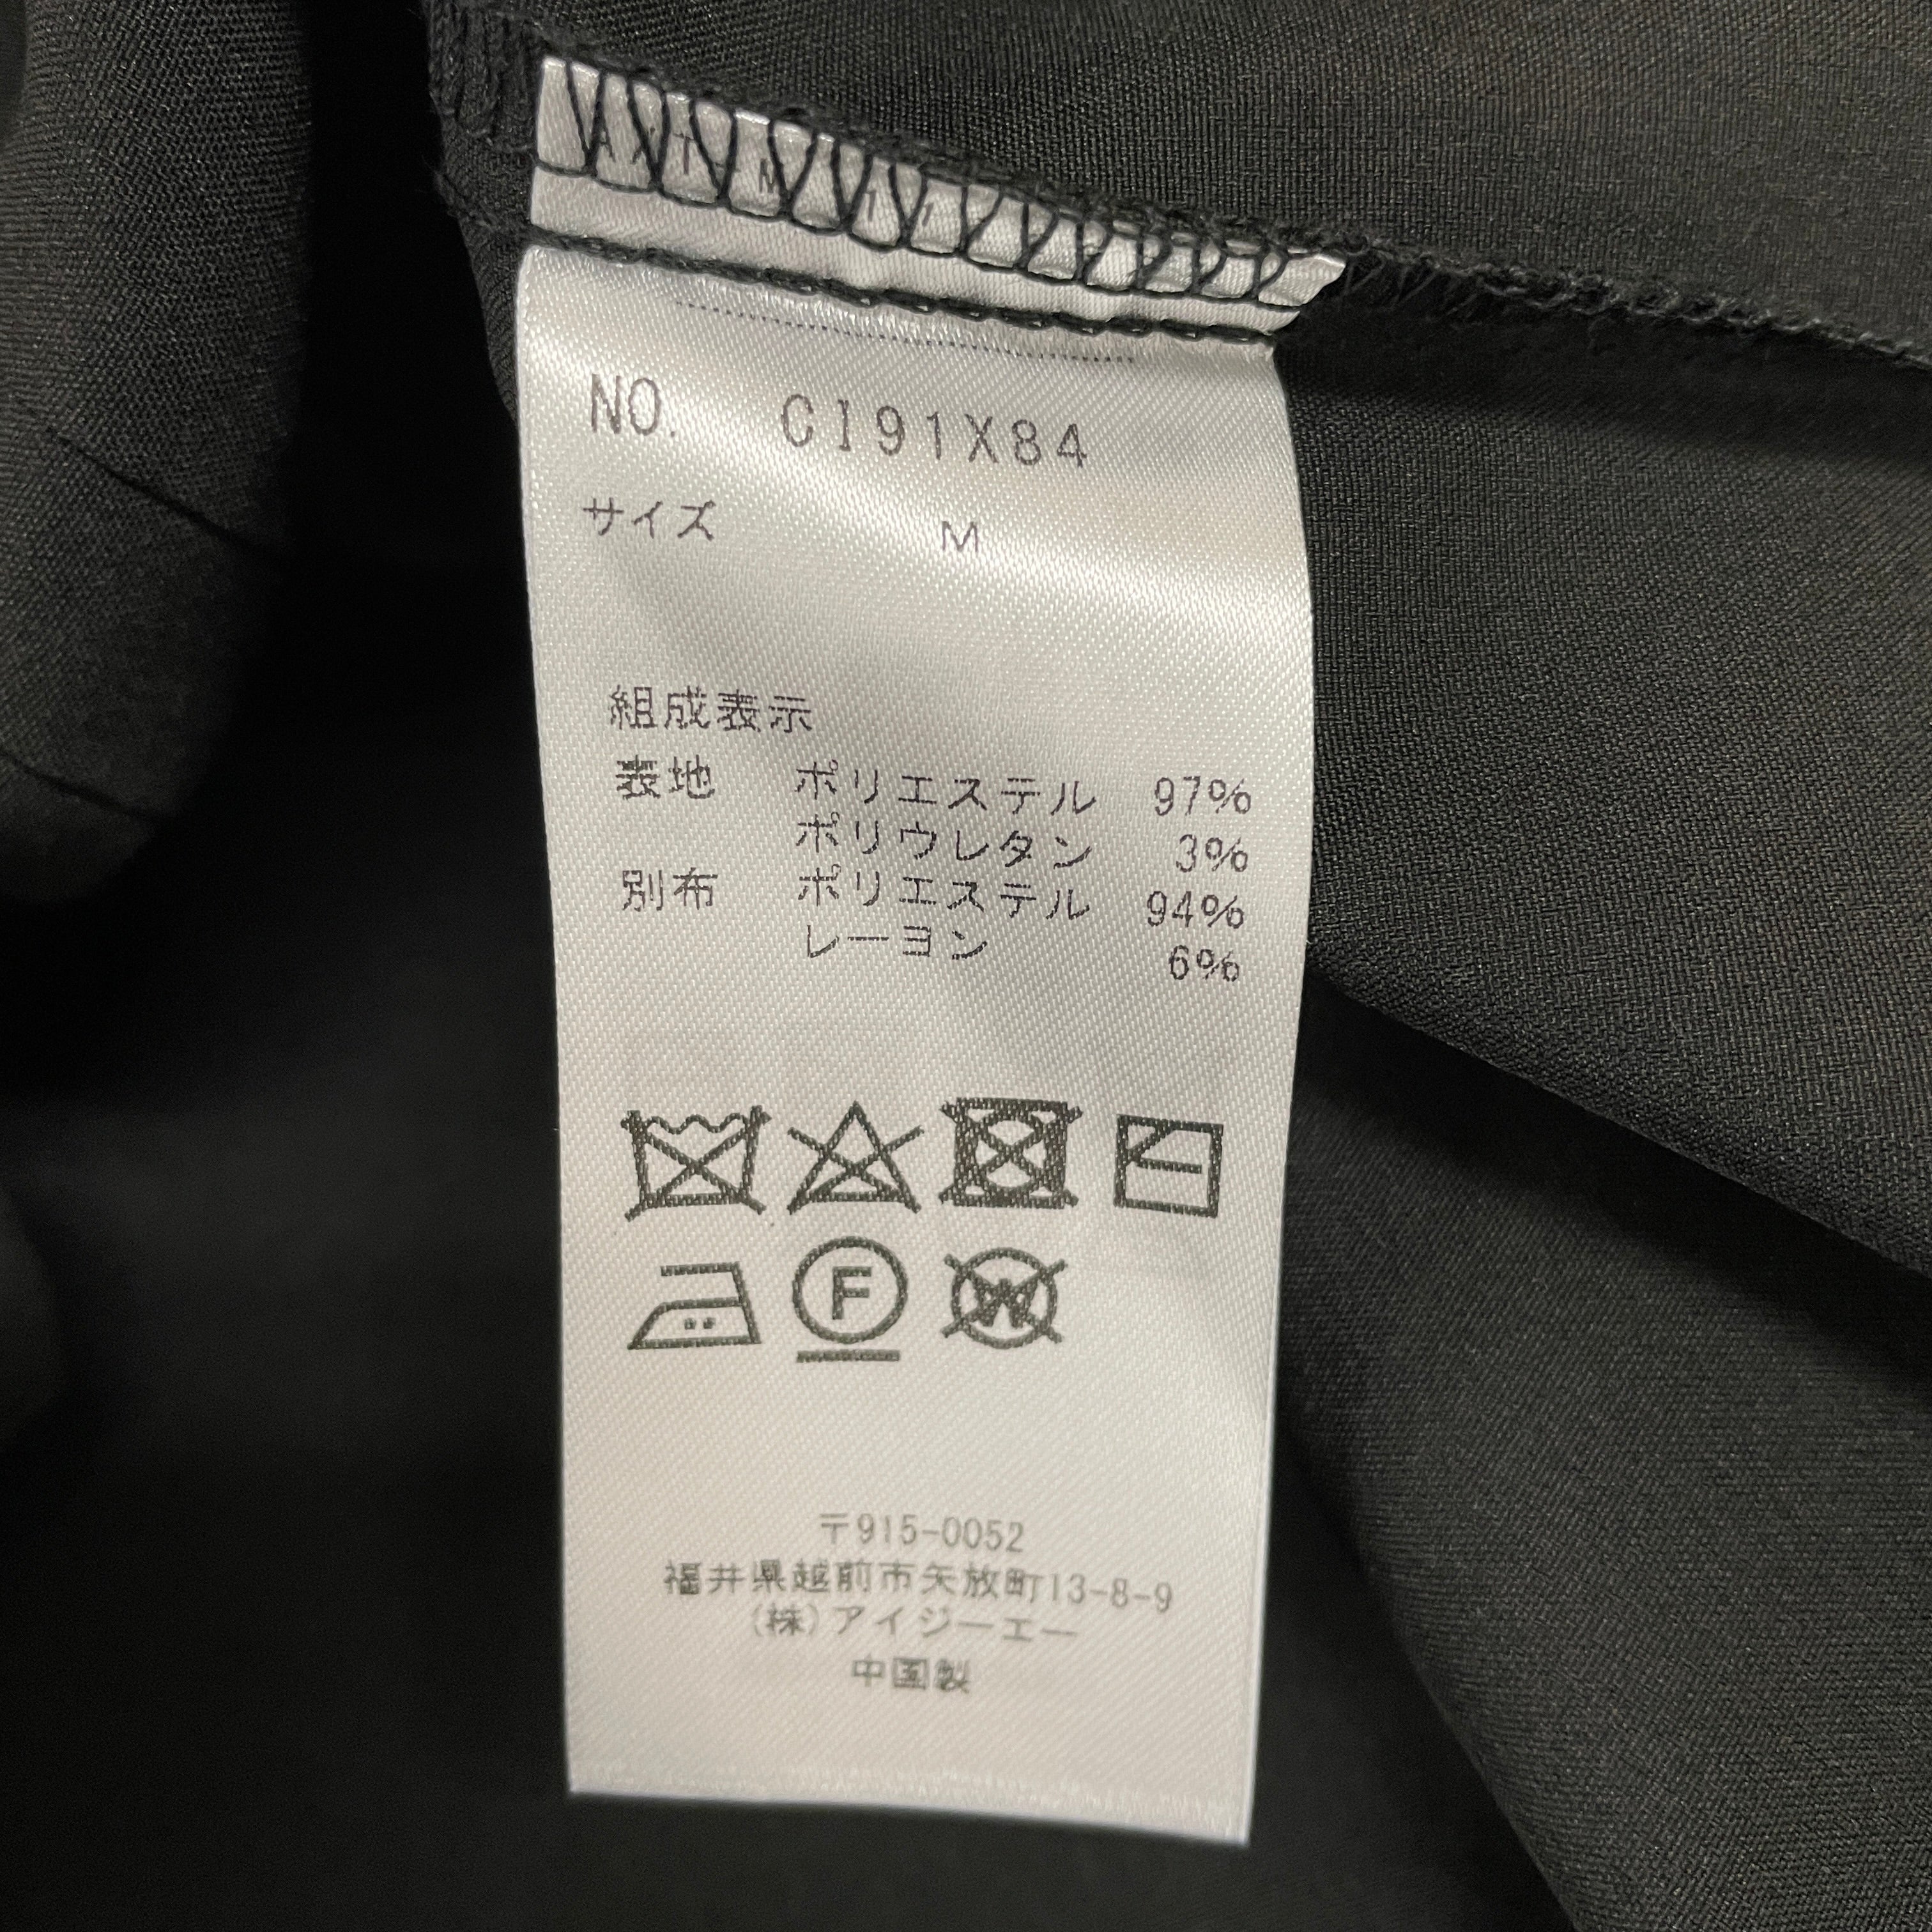 NO. CI91X84
サイズ M
組成表示
表地 ポリエステル 97%
ポリウレタン 3%
別布 ポリエステル 94%
レーヨン 6%
F
W
〒915-0052
福井県越前市矢放町13-8-9
(株)アイジーエー
中国製